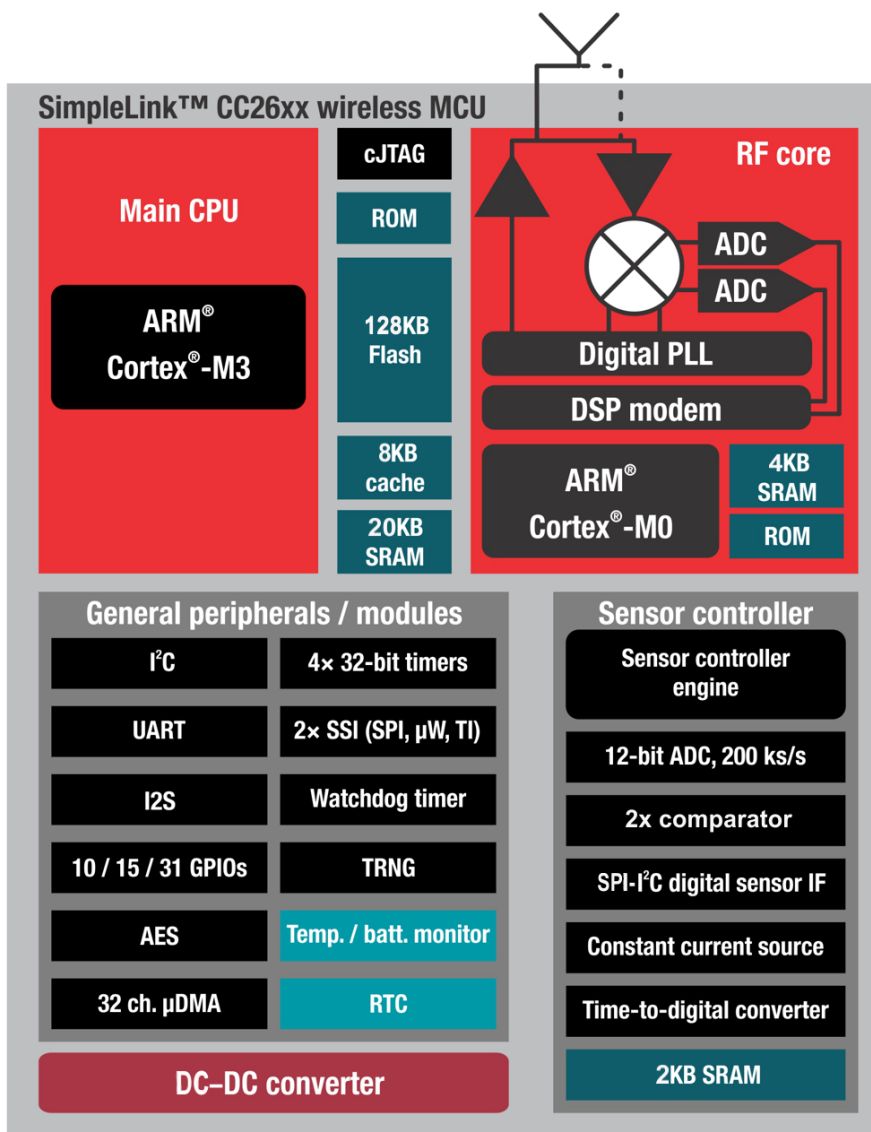 SimpleLink™ CC26xx wireless MCU
Main CPU
ARM®
Cortex®-M3
cJTAG
ROM
128KB
Flash
8KB
cache
20KB
SRAM
RF core
ADC
ADC
Digital PLL
DSP modem
ARM®
Cortex®-M0
4KB
SRAM
ROM
General peripherals / modules
I²C
4× 32-bit timers
UART
2× SSI (SPI, µW, TI)
I2S
Watchdog timer
10 / 15 / 31 GPIOs
TRNG
AES
Temp. / batt. monitor
32 ch. µDMA
RTC
DC–DC converter
Sensor controller
Sensor controller
engine
12-bit ADC, 200 ks/s
2x comparator
SPI-I²C digital sensor IF
Constant current source
Time-to-digital converter
2KB SRAM